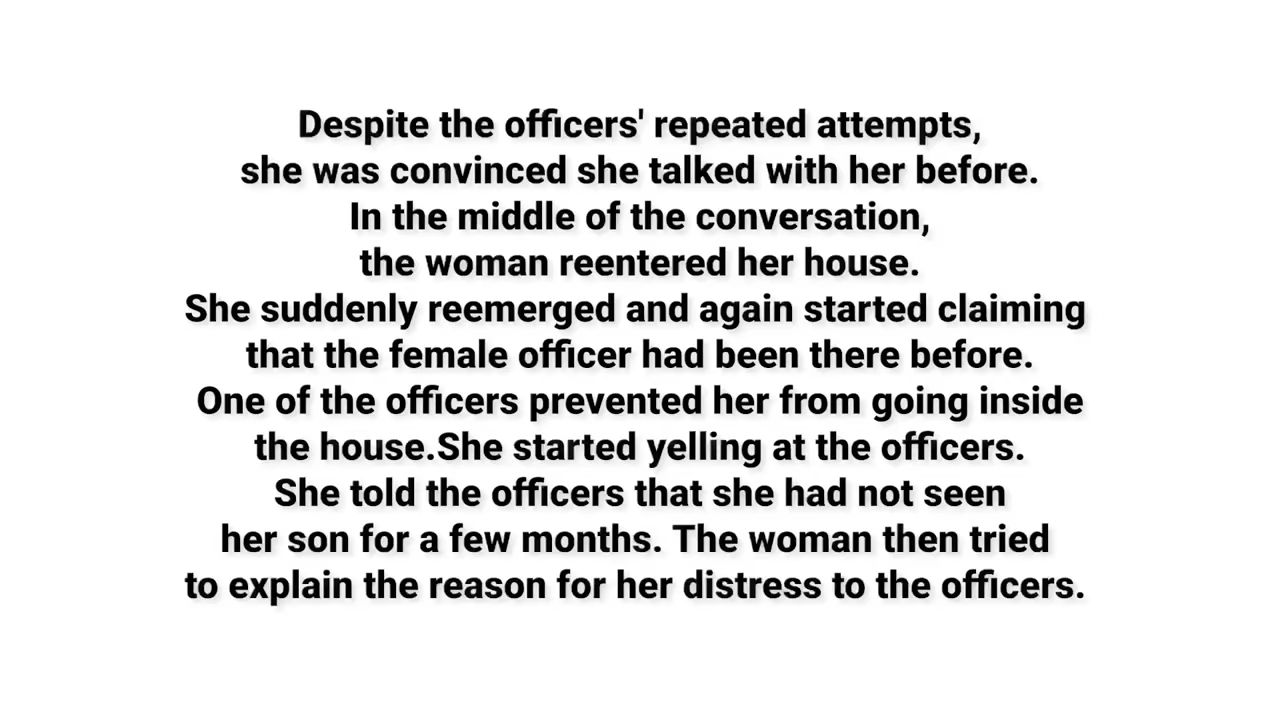 Despite the officers' repeated attempts,
she was convinced she talked with her before.
In the middle of the conversation,
the woman reentered her house.
She suddenly reemerged and again started claiming
that the female officer had been there before.
One of the officers prevented her from going inside
the house.She started yelling at the officers.
She told the officers that she had not seen
her son for a few months. The woman then tried
to explain the reason for her distress to the officers.